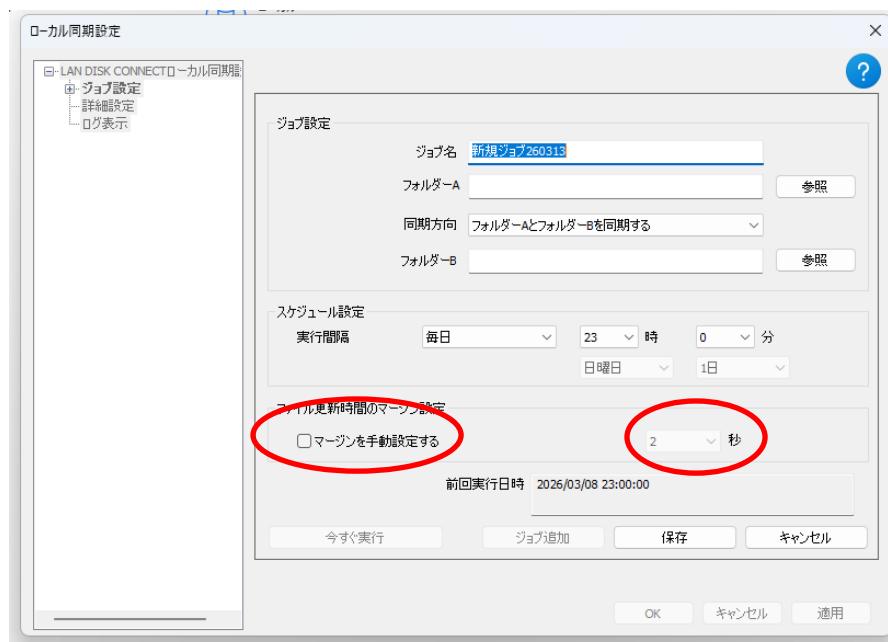 ローカル同期設定
LAN DISK CONNECTローカル同期設
ジョブ設定
詳細設定
ログ表示
?
ジョブ設定
ジョブ名 新規ジョブ260313
フォルダーA 参照
同期方向 フォルダーAとフォルダーBを同期する
フォルダーB 参照
スケジュール設定
実行間隔 毎日 23 時 0 分
日曜日 1日
ファイル更新時間のマージン設定
マージンを手動設定する 2 秒
前回実行日時 2026/03/08 23:00:00
今すぐ実行 ジョブ追加 保存 キャンセル
OK キャンセル 適用